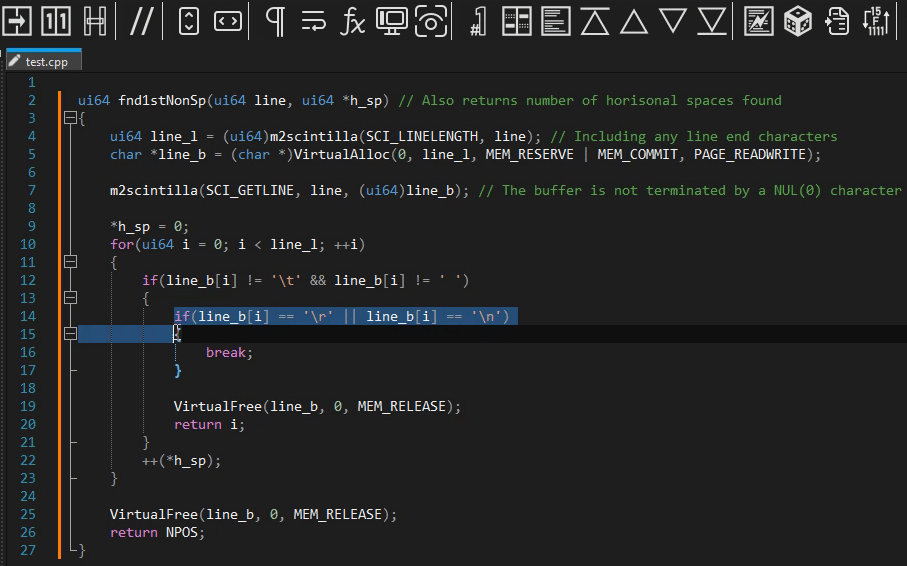 test.cpp
1
2 ui64 fnd1stNonSp(ui64 line, ui64 *h_sp) // Also returns number of horisonal spaces found
3 {
4 ui64 line_l = (ui64)m2scintilla(SCI_LINELENGTH, line); // Including any line end characters
5 char *line_b = (char *)VirtualAlloc(0, line_l, MEM_RESERVE | MEM_COMMIT, PAGE_READWRITE);
6
7 m2scintilla(SCI_GETLINE, line, (ui64)line_b); // The buffer is not terminated by a NUL(0) character
8
9 *h_sp = 0;
10 for(ui64 i = 0; i < line_l; ++i)
11 {
12 if(line_b[i] != '\t' && line_b[i] != ' ')
13 {
14 if(line_b[i] == '\r' || line_b[i] == '\n')
15 {
16 break;
17 }
18
19 VirtualFree(line_b, 0, MEM_RELEASE);
20 return i;
21 }
22 ++(*h_sp);
23 }
24
25 VirtualFree(line_b, 0, MEM_RELEASE);
26 return NPOS;
27 }